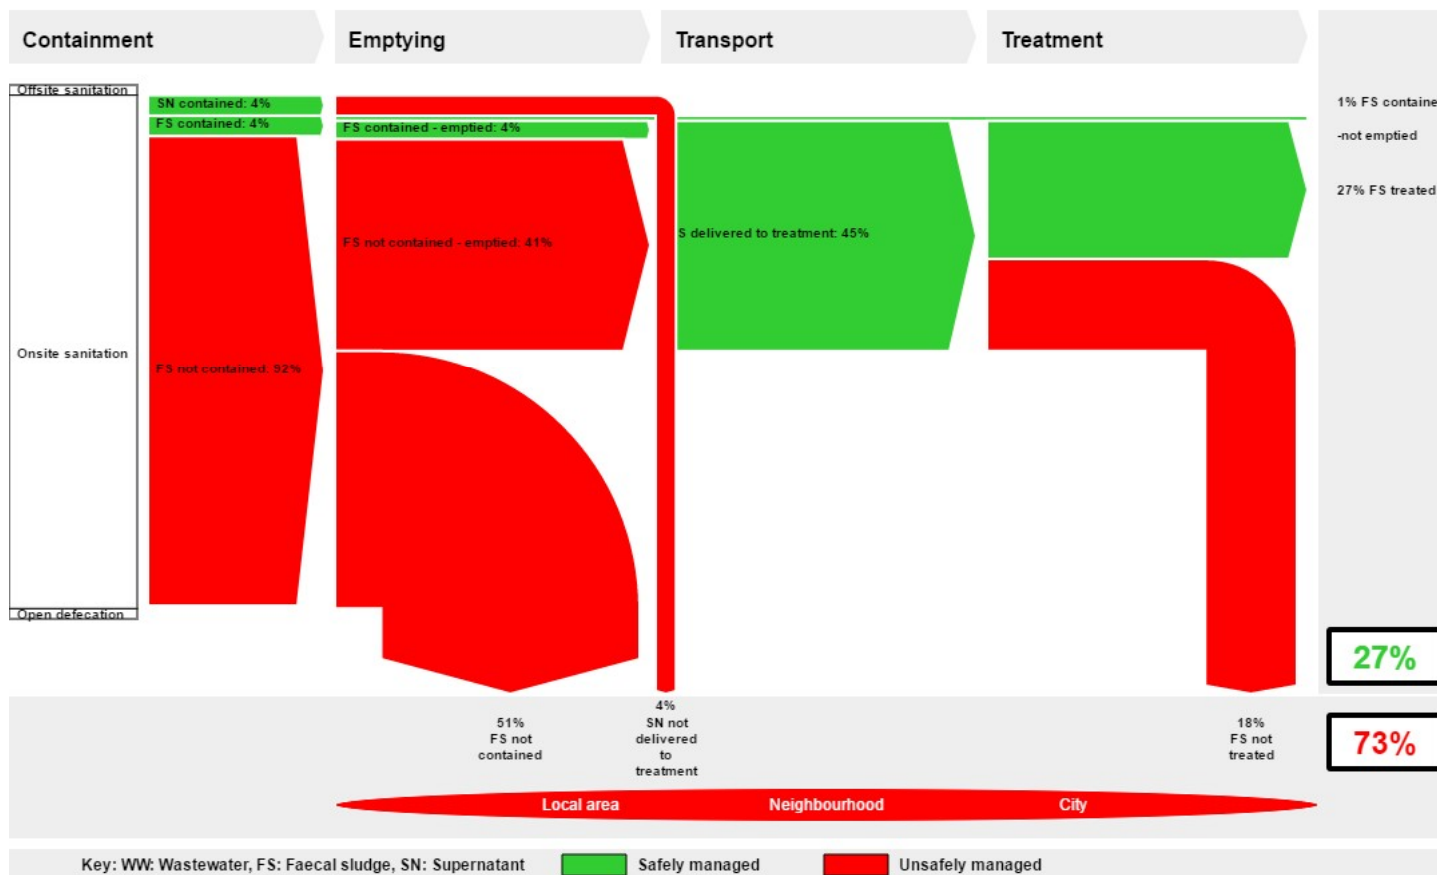 Containment
Emptying
Transport
Treatment
Offsite sanitation
SN contained: 4%
FS contained: 4%
FS contained - emptied: 4%
1% FS containe
-not emptied
27% FS treated
S delivered to treatment: 45%
FS not contained - emptied: 41%
Onsite sanitation
FS not contained: 92%
Open defecation
27%
51%
FS not
contained
4%
SN not
delivered
to
treatment
18%
FS not
treated
73%
Local area
Neighbourhood
City
Key: WW: Wastewater, FS: Faecal sludge, SN: Supernatant
Safely managed
Unsafely managed